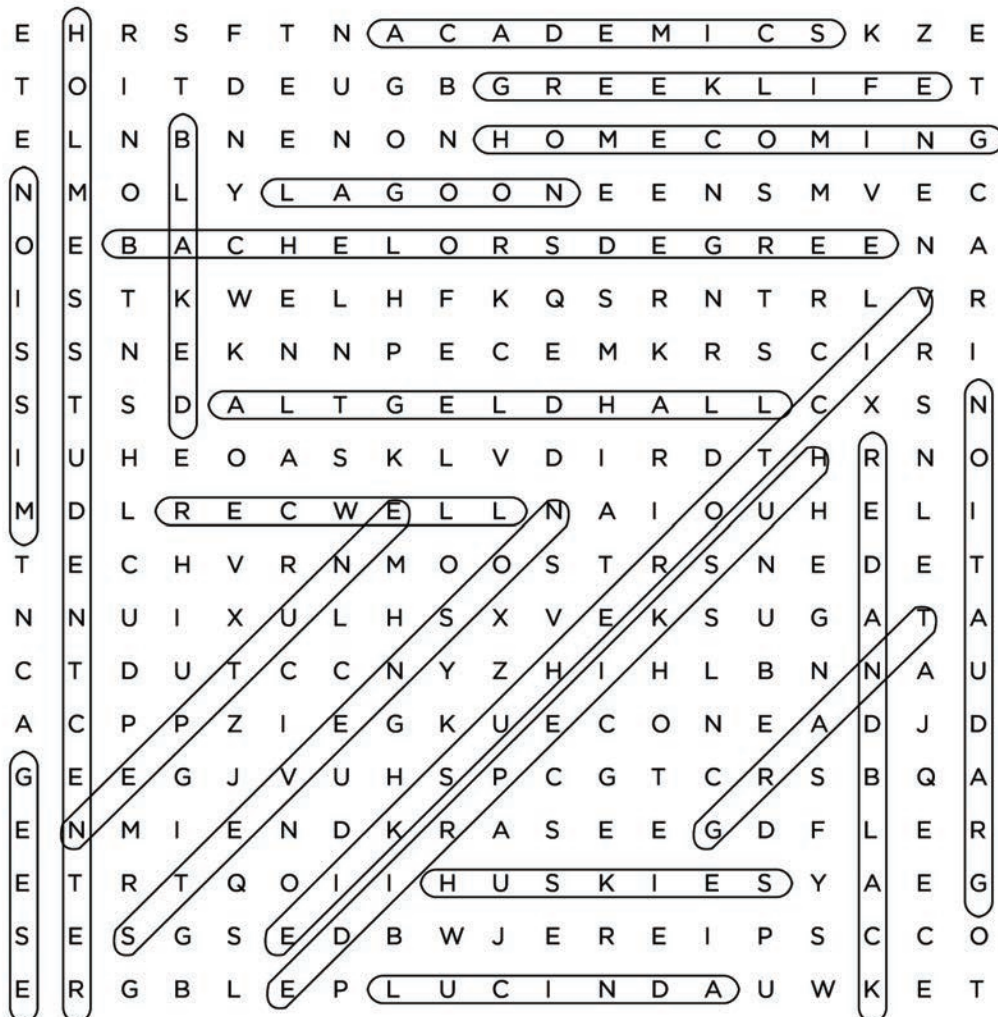 E H R S F T N A C A D E M I C S K Z E
T O I T D E U G B G R E E K L I F E T
E L N B N E N O N H O M E C O M I N G
N M O L Y L A G O O N E E N S M V E C
O E B A C H E L O R S D E G R E E N A
I S T K W E L H F K Q S R N T R L V R
S S N E K N N P E C E M K R S C I R I
S T S D A L T G E L D H A L L C X S N
I U H E O A S K L V D I R D T H R N O
M D L R E C W E L L N A I O U H E L I
T E C H V R N M O O S T R S N E D E T
N N U I X U L H S X V E K S U G A T A
C T D U T C C N Y Z H I H L B N N A U
A C P P Z I E G K U E C O N E A D J D
G E E G J V U H S P C G T C R S B Q A
E N M I E N D K R A S E E G D F L E R
E T R T Q O I I H U S K I E S Y A E G
S E S G S E D B W J E R E I P S C C O
E R G B L E P L U C I N D A U W K E T